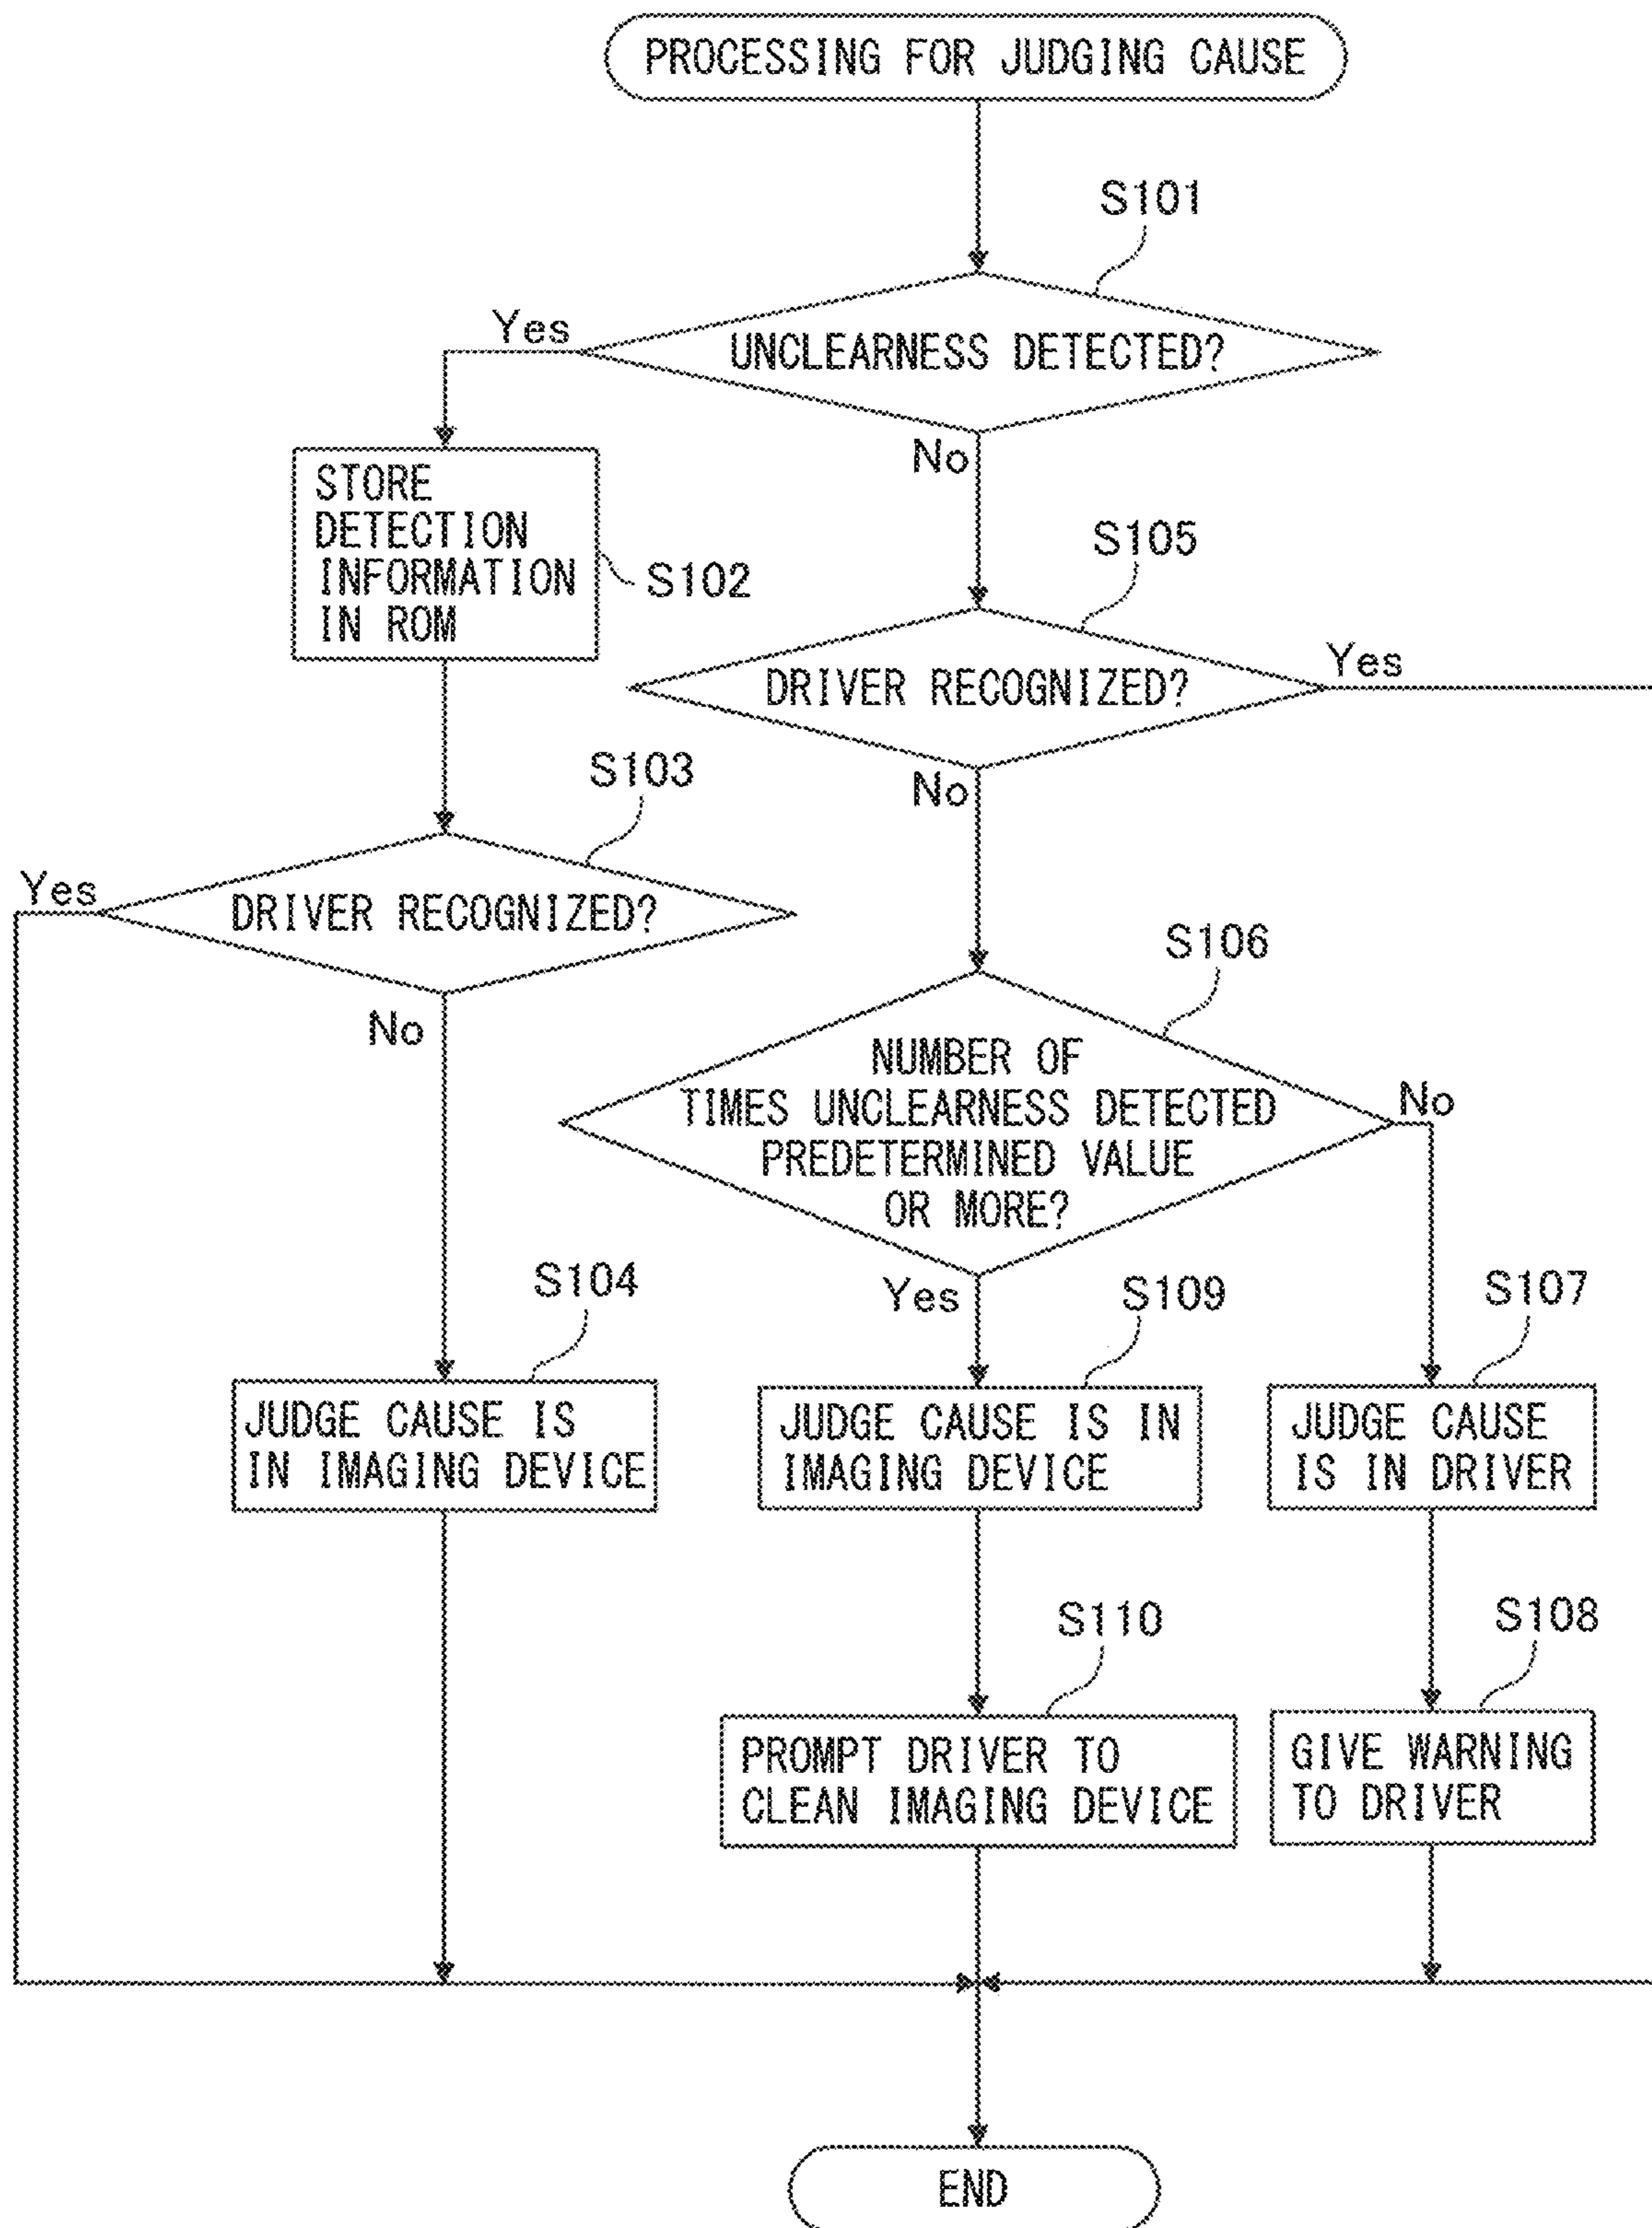 PROCESSING FOR JUDGING CAUSE
S101
Yes
UNCLEARNESS DETECTED?
No
STORE
DETECTION
INFORMATION
IN ROM
S102
S105
DRIVER RECOGNIZED?
Yes
No
S103
Yes
DRIVER RECOGNIZED?
No
S106
NUMBER OF
TIMES UNCLEARNESS DETECTED
PREDETERMINED VALUE
OR MORE?
No
Yes
S104
JUDGE CAUSE IS
IN IMAGING DEVICE
S109
JUDGE CAUSE IS IN
IMAGING DEVICE
S107
JUDGE CAUSE
IS IN DRIVER
S110
PROMPT DRIVER TO
CLEAN IMAGING DEVICE
S108
GIVE WARNING
TO DRIVER
END